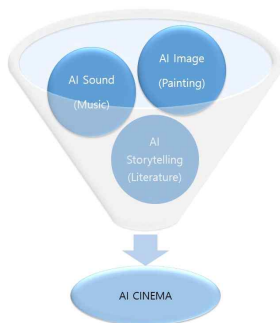 AI Sound
(Music)
AI Image
(Painting)
AI
Storytelling
(Literature)
AI CINEMA